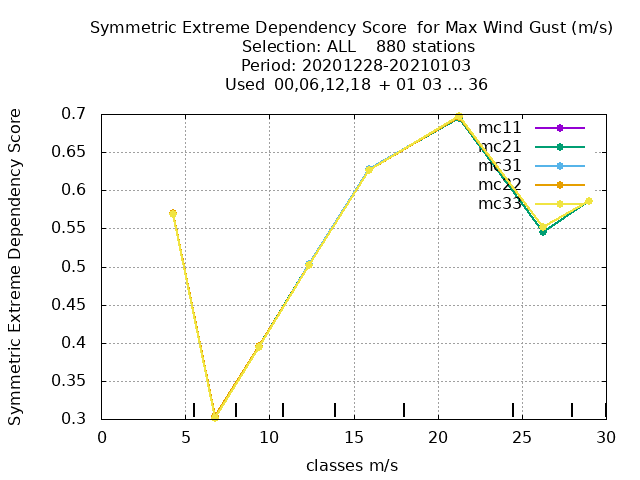 Symmetric Extreme Dependency Score  for Max Wind Gust (m/s)
Selection: ALL    880 stations
Period: 20201228-20210103
Used  00,06,12,18  + 01 03 ... 36
Symmetric Extreme Dependency Score
0.7
0.65
0.6
0.55
0.5
0.45
0.4
0.35
0.3
mc11
mc21
mc31
mc22
mc33
0 5 10 15 20 25 30
classes m/s